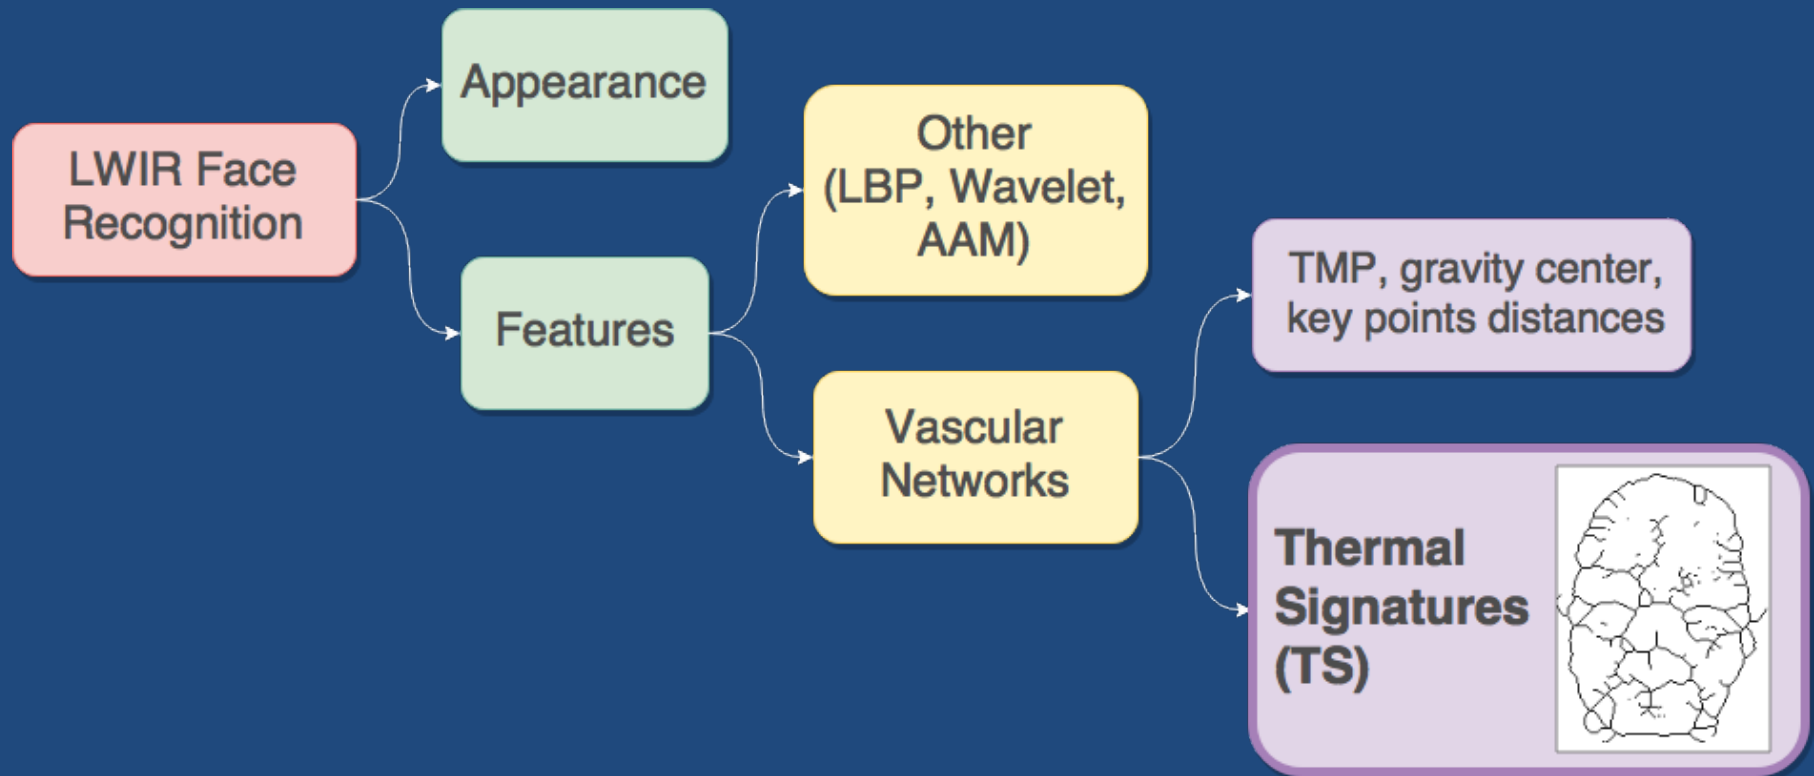 LWIR Face
Recognition
Appearance
Features
Other
(LBP, Wavelet,
AAM)
Vascular
Networks
TMP, gravity center,
key points distances
Thermal
Signatures
(TS)